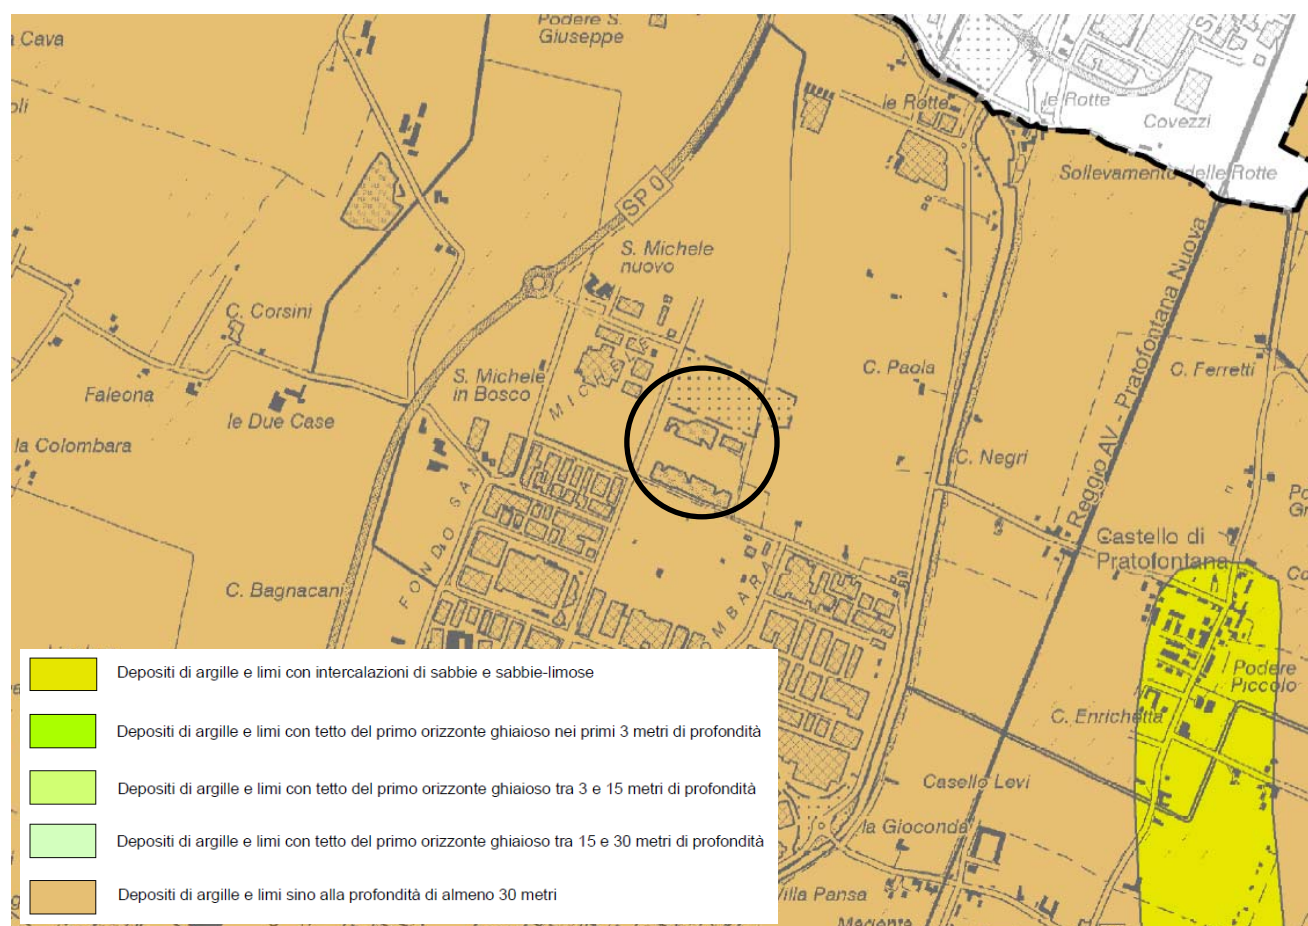 Podere S.
Giuseppe
a Cava
oli
le Rotte
le Rotte
Covezzi
Sollevamento delle Rotte
SP 0
S. Michele
nuovo
Reggio AV - Pratofontana Nuova
C. Corsini
C. Paola
C. Ferretti
S. Michele
in Bosco
MICHELE
Faleona
le Due Case
la Colombara
C. Negri
FONDO SAN
Castello di
Pratofontana
C. Bagnacani
MBARA
Podere
Piccolo
C. Enrichetta
Casello Levi
la Gioconda
Villa Pansa
Magenta
Depositi di argille e limi con intercalazioni di sabbie e sabbie-limose
Depositi di argille e limi con tetto del primo orizzonte ghiaioso nei primi 3 metri di profondità
Depositi di argille e limi con tetto del primo orizzonte ghiaioso tra 3 e 15 metri di profondità
Depositi di argille e limi con tetto del primo orizzonte ghiaioso tra 15 e 30 metri di profondità
Depositi di argille e limi sino alla profondità di almeno 30 metri